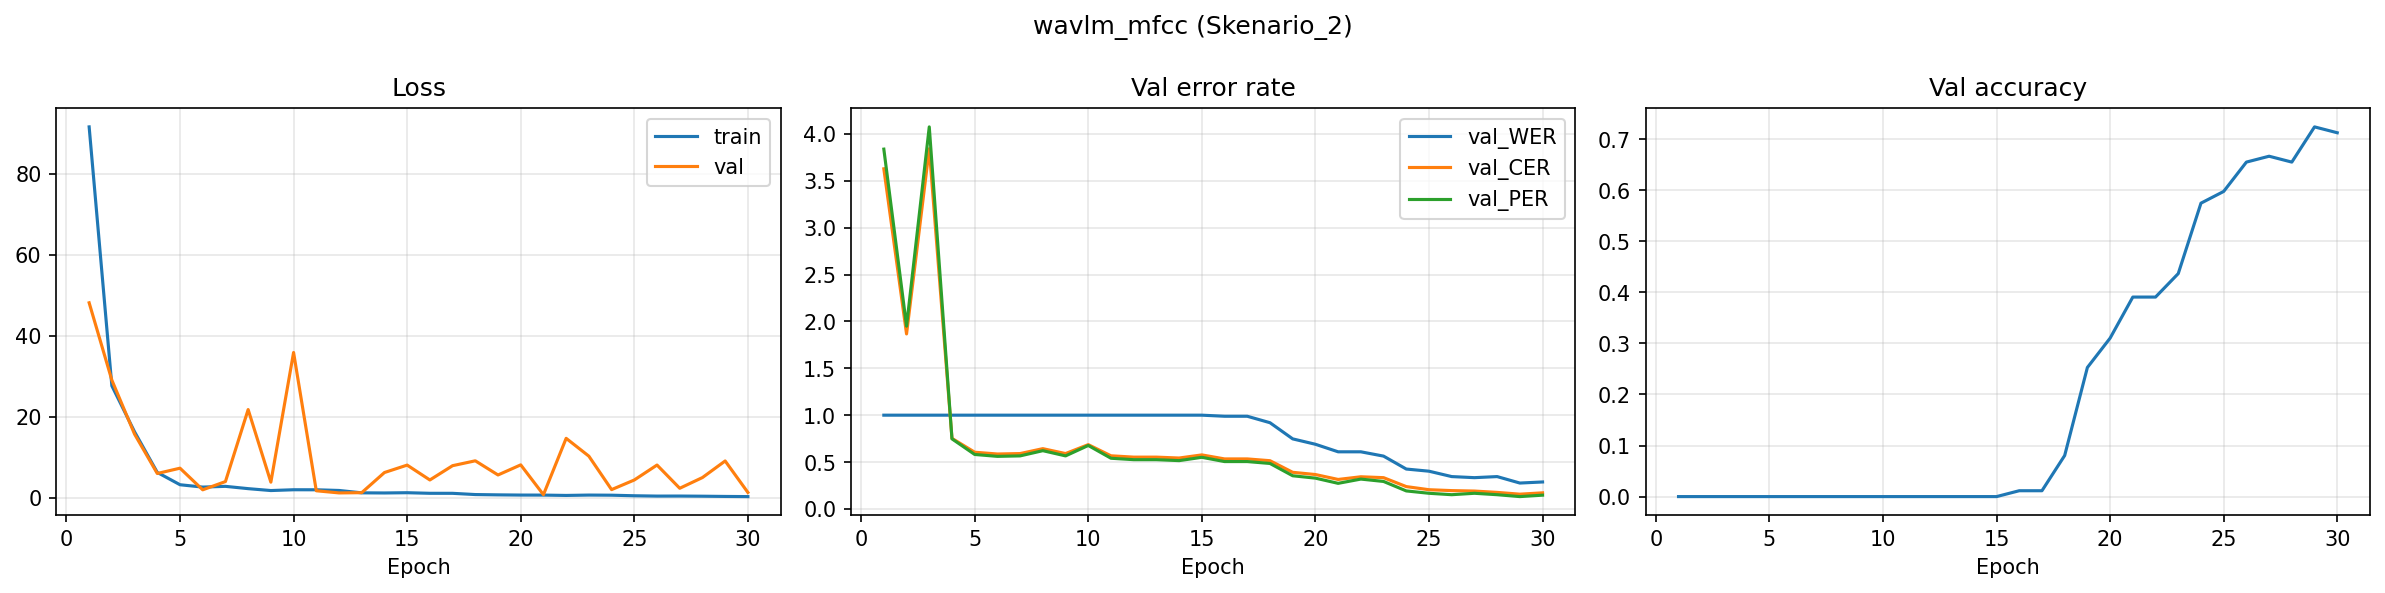 wavlm_mfcc (Skenario_2)
Loss
train
val
80
60
40
20
0
0 5 10 15 20 25 30
Epoch
Val error rate
val_WER
val_CER
val_PER
4.0
3.5
3.0
2.5
2.0
1.5
1.0
0.5
0.0
0 5 10 15 20 25 30
Epoch
Val accuracy
0.7
0.6
0.5
0.4
0.3
0.2
0.1
0.0
0 5 10 15 20 25 30
Epoch